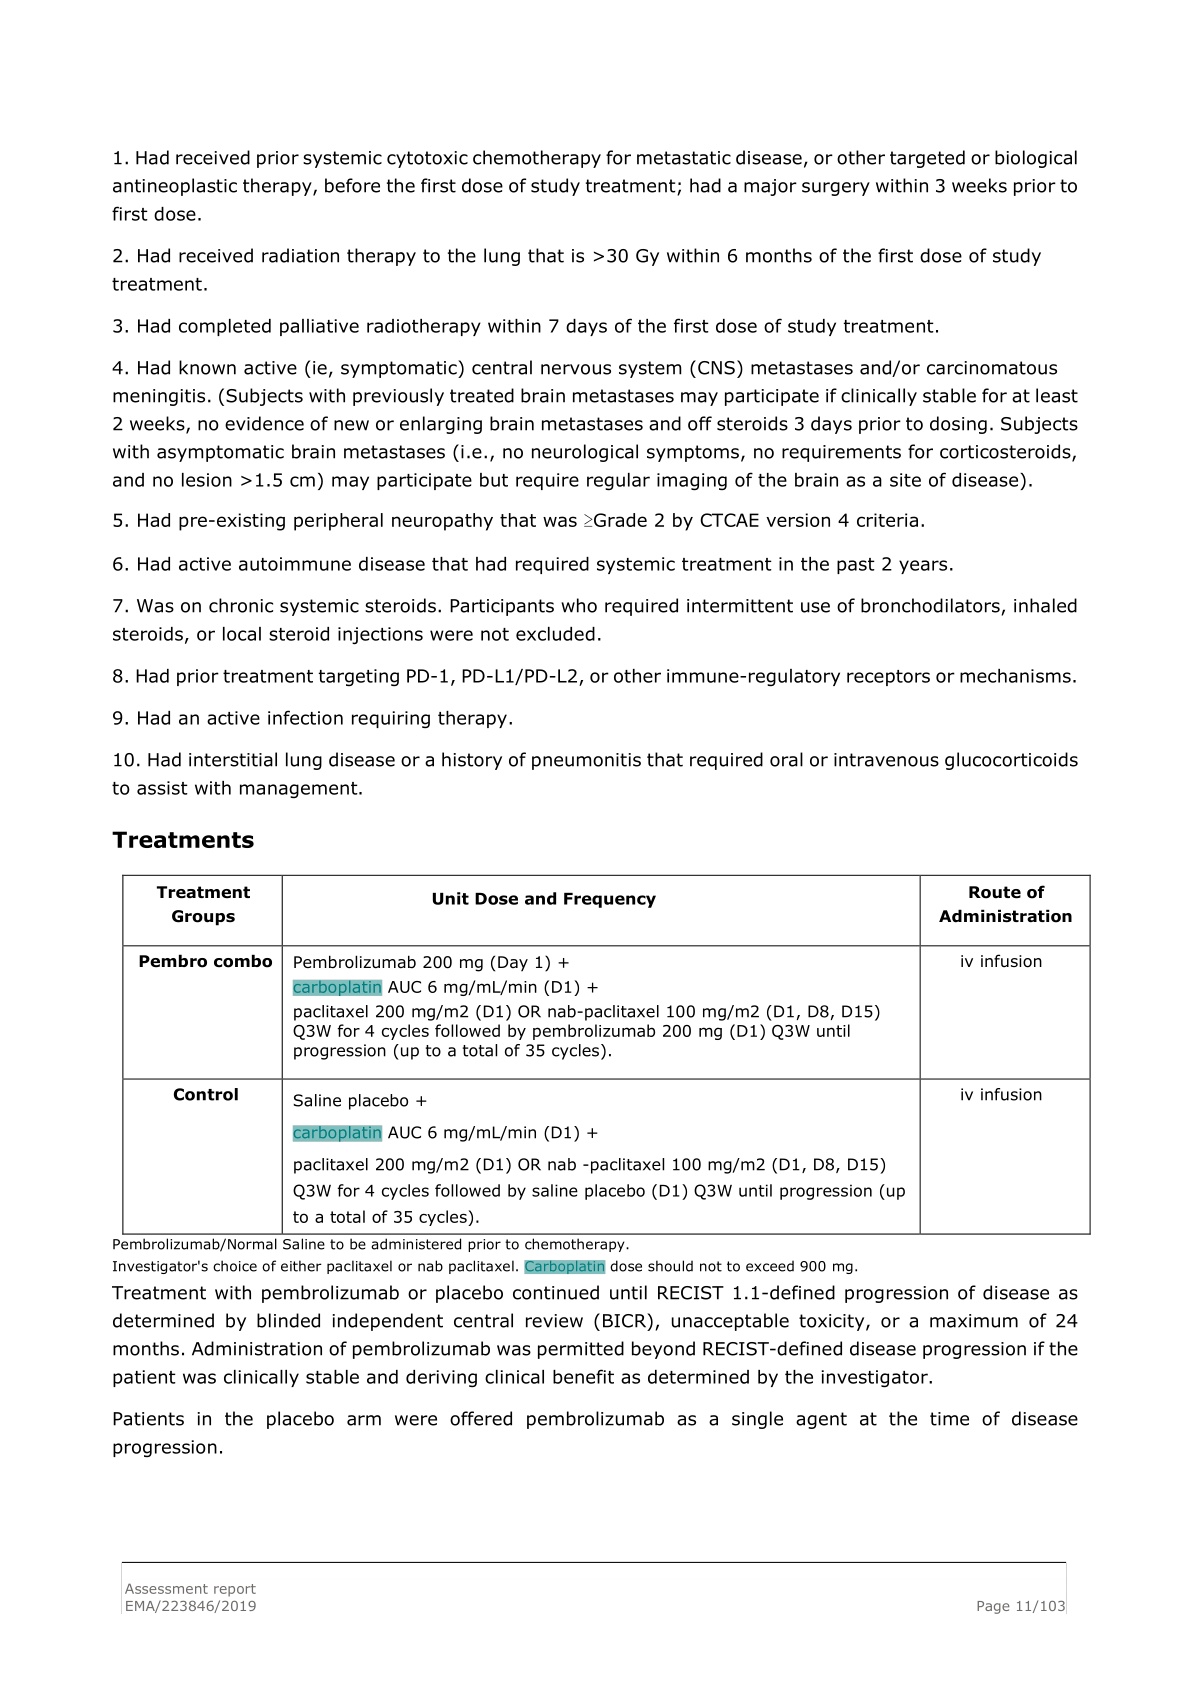 1. Had received prior systemic cytotoxic chemotherapy for metastatic disease, or other targeted or biological
antineoplastic therapy, before the first dose of study treatment; had a major surgery within 3 weeks prior to
first dose.
2. Had received radiation therapy to the lung that is >30 Gy within 6 months of the first dose of study
treatment.
3. Had completed palliative radiotherapy within 7 days of the first dose of study treatment.
4. Had known active (ie, symptomatic) central nervous system (CNS) metastases and/or carcinomatous
meningitis. (Subjects with previously treated brain metastases may participate if clinically stable for at least
2 weeks, no evidence of new or enlarging brain metastases and off steroids 3 days prior to dosing. Subjects
with asymptomatic brain metastases (i.e., no neurological symptoms, no requirements for corticosteroids,
and no lesion >1.5 cm) may participate but require regular imaging of the brain as a site of disease).
5. Had pre-existing peripheral neuropathy that was ≥Grade 2 by CTCAE version 4 criteria.
6. Had active autoimmune disease that had required systemic treatment in the past 2 years.
7. Was on chronic systemic steroids. Participants who required intermittent use of bronchodilators, inhaled
steroids, or local steroid injections were not excluded.
8. Had prior treatment targeting PD-1, PD-L1/PD-L2, or other immune-regulatory receptors or mechanisms.
9. Had an active infection requiring therapy.
10. Had interstitial lung disease or a history of pneumonitis that required oral or intravenous glucocorticoids
to assist with management.
Treatments
Treatment
Groups
Unit Dose and Frequency
Route of
Administration
Pembro combo
Pembrolizumab 200 mg (Day 1) +
carboplatin AUC 6 mg/mL/min (D1) +
paclitaxel 200 mg/m2 (D1) OR nab-paclitaxel 100 mg/m2 (D1, D8, D15)
Q3W for 4 cycles followed by pembrolizumab 200 mg (D1) Q3W until
progression (up to a total of 35 cycles).
iv infusion
Control
Saline placebo +
carboplatin AUC 6 mg/mL/min (D1) +
paclitaxel 200 mg/m2 (D1) OR nab -paclitaxel 100 mg/m2 (D1, D8, D15)
Q3W for 4 cycles followed by saline placebo (D1) Q3W until progression (up
to a total of 35 cycles).
iv infusion
Pembrolizumab/Normal Saline to be administered prior to chemotherapy.
Investigator's choice of either paclitaxel or nab paclitaxel. Carboplatin dose should not to exceed 900 mg.
Treatment with pembrolizumab or placebo continued until RECIST 1.1-defined progression of disease as
determined by blinded independent central review (BICR), unacceptable toxicity, or a maximum of 24
months. Administration of pembrolizumab was permitted beyond RECIST-defined disease progression if the
patient was clinically stable and deriving clinical benefit as determined by the investigator.
Patients in the placebo arm were offered pembrolizumab as a single agent at the time of disease
progression.
Assessment report
EMA/223846/2019
Page 11/103